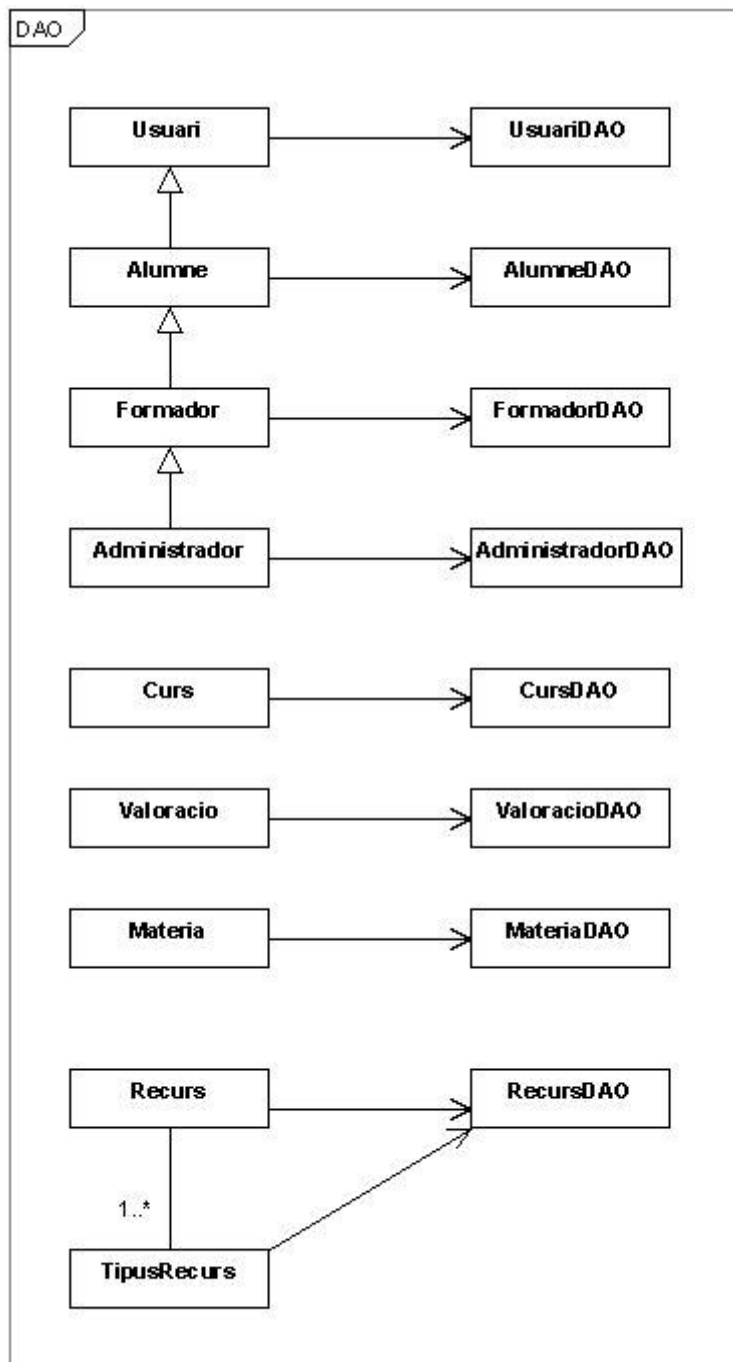 DAO
Usuari
UsuariDAO
Alumne
AlumneDAO
Formador
FormadorDAO
Administrador
AdministradorDAO
Curs
CursDAO
Valoracio
ValoracioDAO
Materia
MateriaDAO
Recurs
RecursDAO
1..*
TipusRecurs